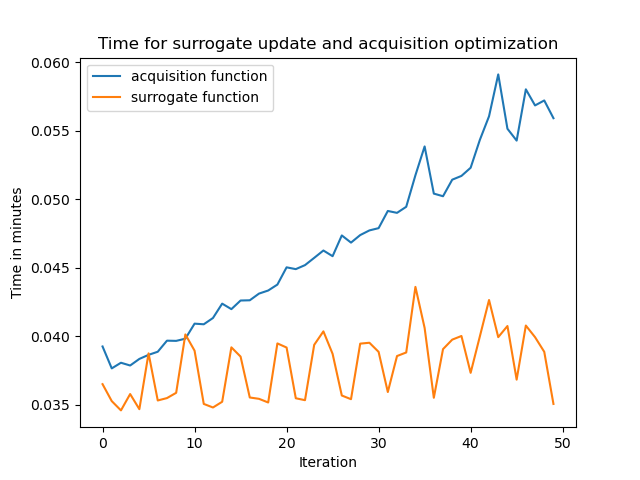 Time for surrogate update and acquisition optimization
acquisition function
surrogate function
0.060
0.055
0.050
0.045
0.040
0.035
Time in minutes
0 10 20 30 40 50
Iteration